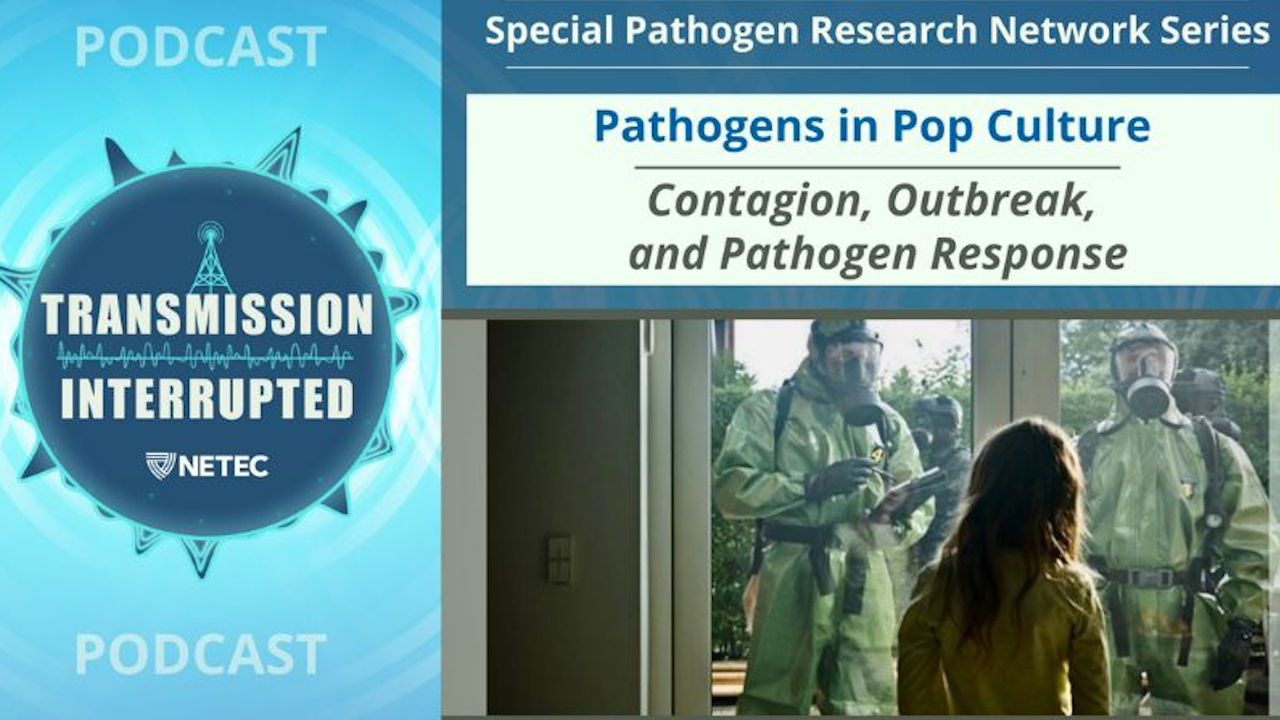 PODCAST
TRANSMISSION
INTERRUPTED
NETEC
PODCAST
Special Pathogen Research Network Series
Pathogens in Pop Culture
Contagion, Outbreak,
and Pathogen Response